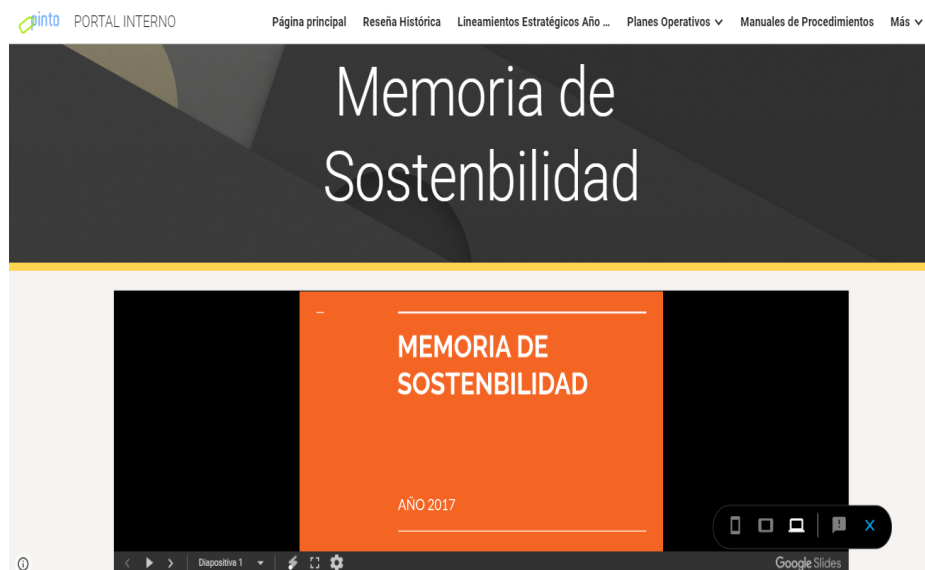 pinto PORTAL INTERNO Página principal Reseña Histórica Lineamientos Estratégicos Año ... Planes Operativos Manuales de Procedimientos Más
Memoria de
Sostenbilidad
MEMORIA DE
SOSTENBILIDAD
AÑO 2017
Diapositiva 1 Google Slides